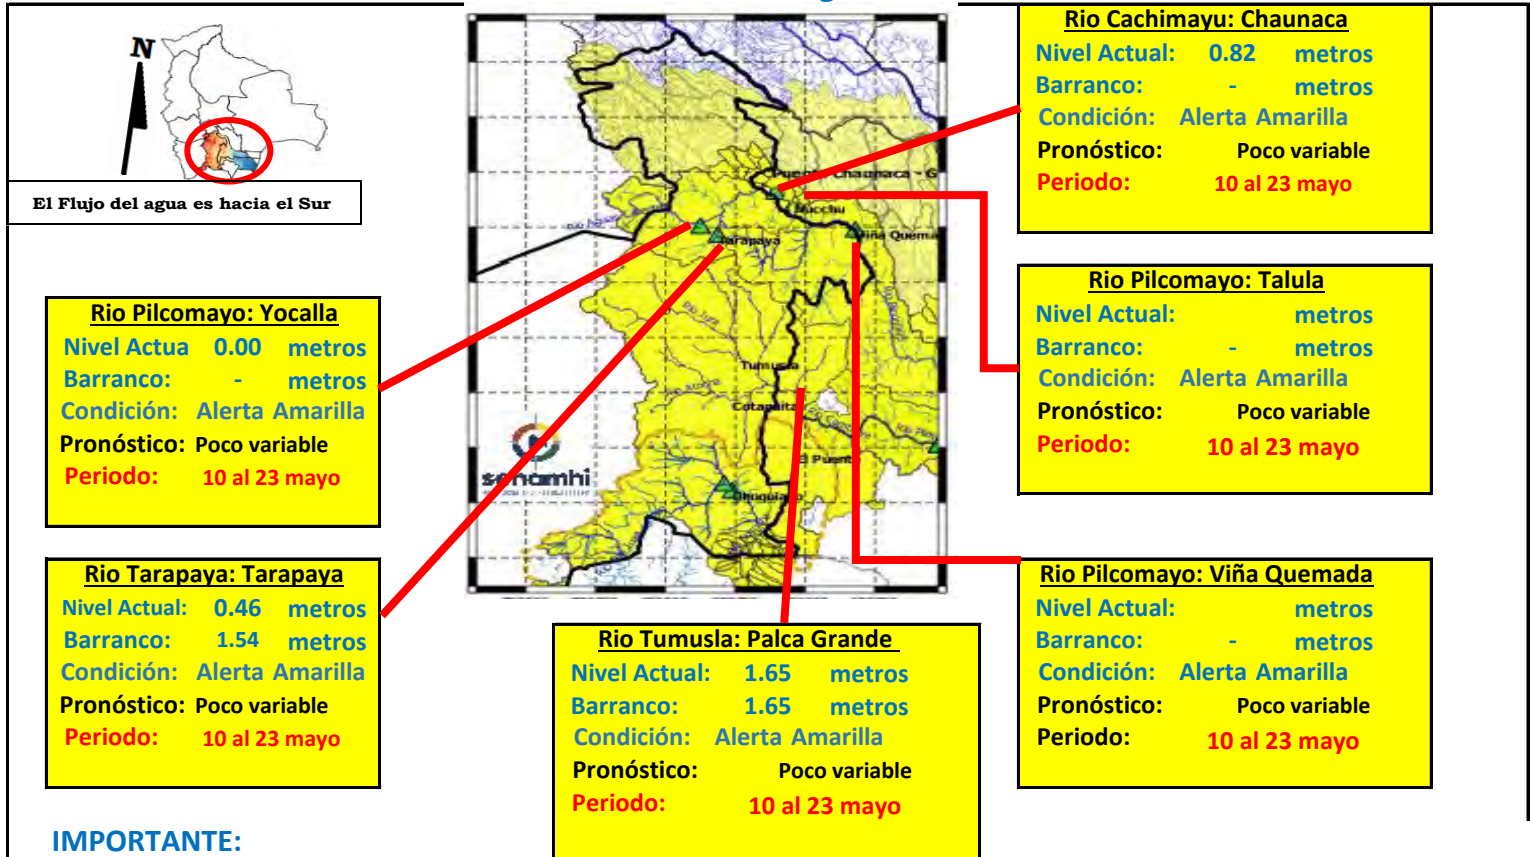 N
El Flujo del agua es hacia el Sur
Rio Pilcomayo: Yocalla
Nivel Actua 0.00 metros
Barranco: - metros
Condición: Alerta Amarilla
Pronóstico: Poco variable
Periodo: 10 al 23 mayo
Rio Tarapaya: Tarapaya
Nivel Actual: 0.46 metros
Barranco: 1.54 metros
Condición: Alerta Amarilla
Pronóstico: Poco variable
Periodo: 10 al 23 mayo
IMPORTANTE:
Puente Chaunaca - G
Ñucchu
Tarapaya
Viña Quema
Tumusla
Cotagaita
El Puente
Chuquiago
senamhi
Rio Tumusla: Palca Grande
Nivel Actual: 1.65 metros
Barranco: 1.65 metros
Condición: Alerta Amarilla
Pronóstico: Poco variable
Periodo: 10 al 23 mayo
Rio Cachimayu: Chaunaca
Nivel Actual: 0.82 metros
Barranco: - metros
Condición: Alerta Amarilla
Pronóstico: Poco variable
Periodo: 10 al 23 mayo
Rio Pilcomayo: Talula
Nivel Actual: metros
Barranco: - metros
Condición: Alerta Amarilla
Pronóstico: Poco variable
Periodo: 10 al 23 mayo
Rio Pilcomayo: Viña Quemada
Nivel Actual: metros
Barranco: - metros
Condición: Alerta Amarilla
Pronóstico: Poco variable
Periodo: 10 al 23 mayo